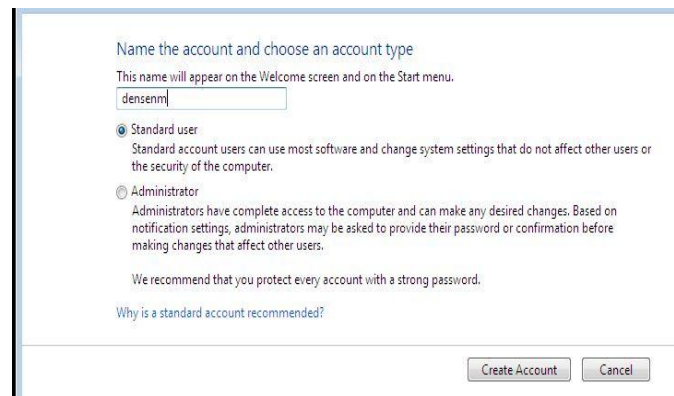 Name the account and choose an account type
This name will appear on the Welcome screen and on the Start menu.
densenm
Standard user
Standard account users can use most software and change system settings that do not affect other users or
the security of the computer.
Administrator
Administrators have complete access to the computer and can make any desired changes. Based on
notification settings, administrators may be asked to provide their password or confirmation before
making changes that affect other users.
We recommend that you protect every account with a strong password.
Why is a standard account recommended?
Create Account
Cancel